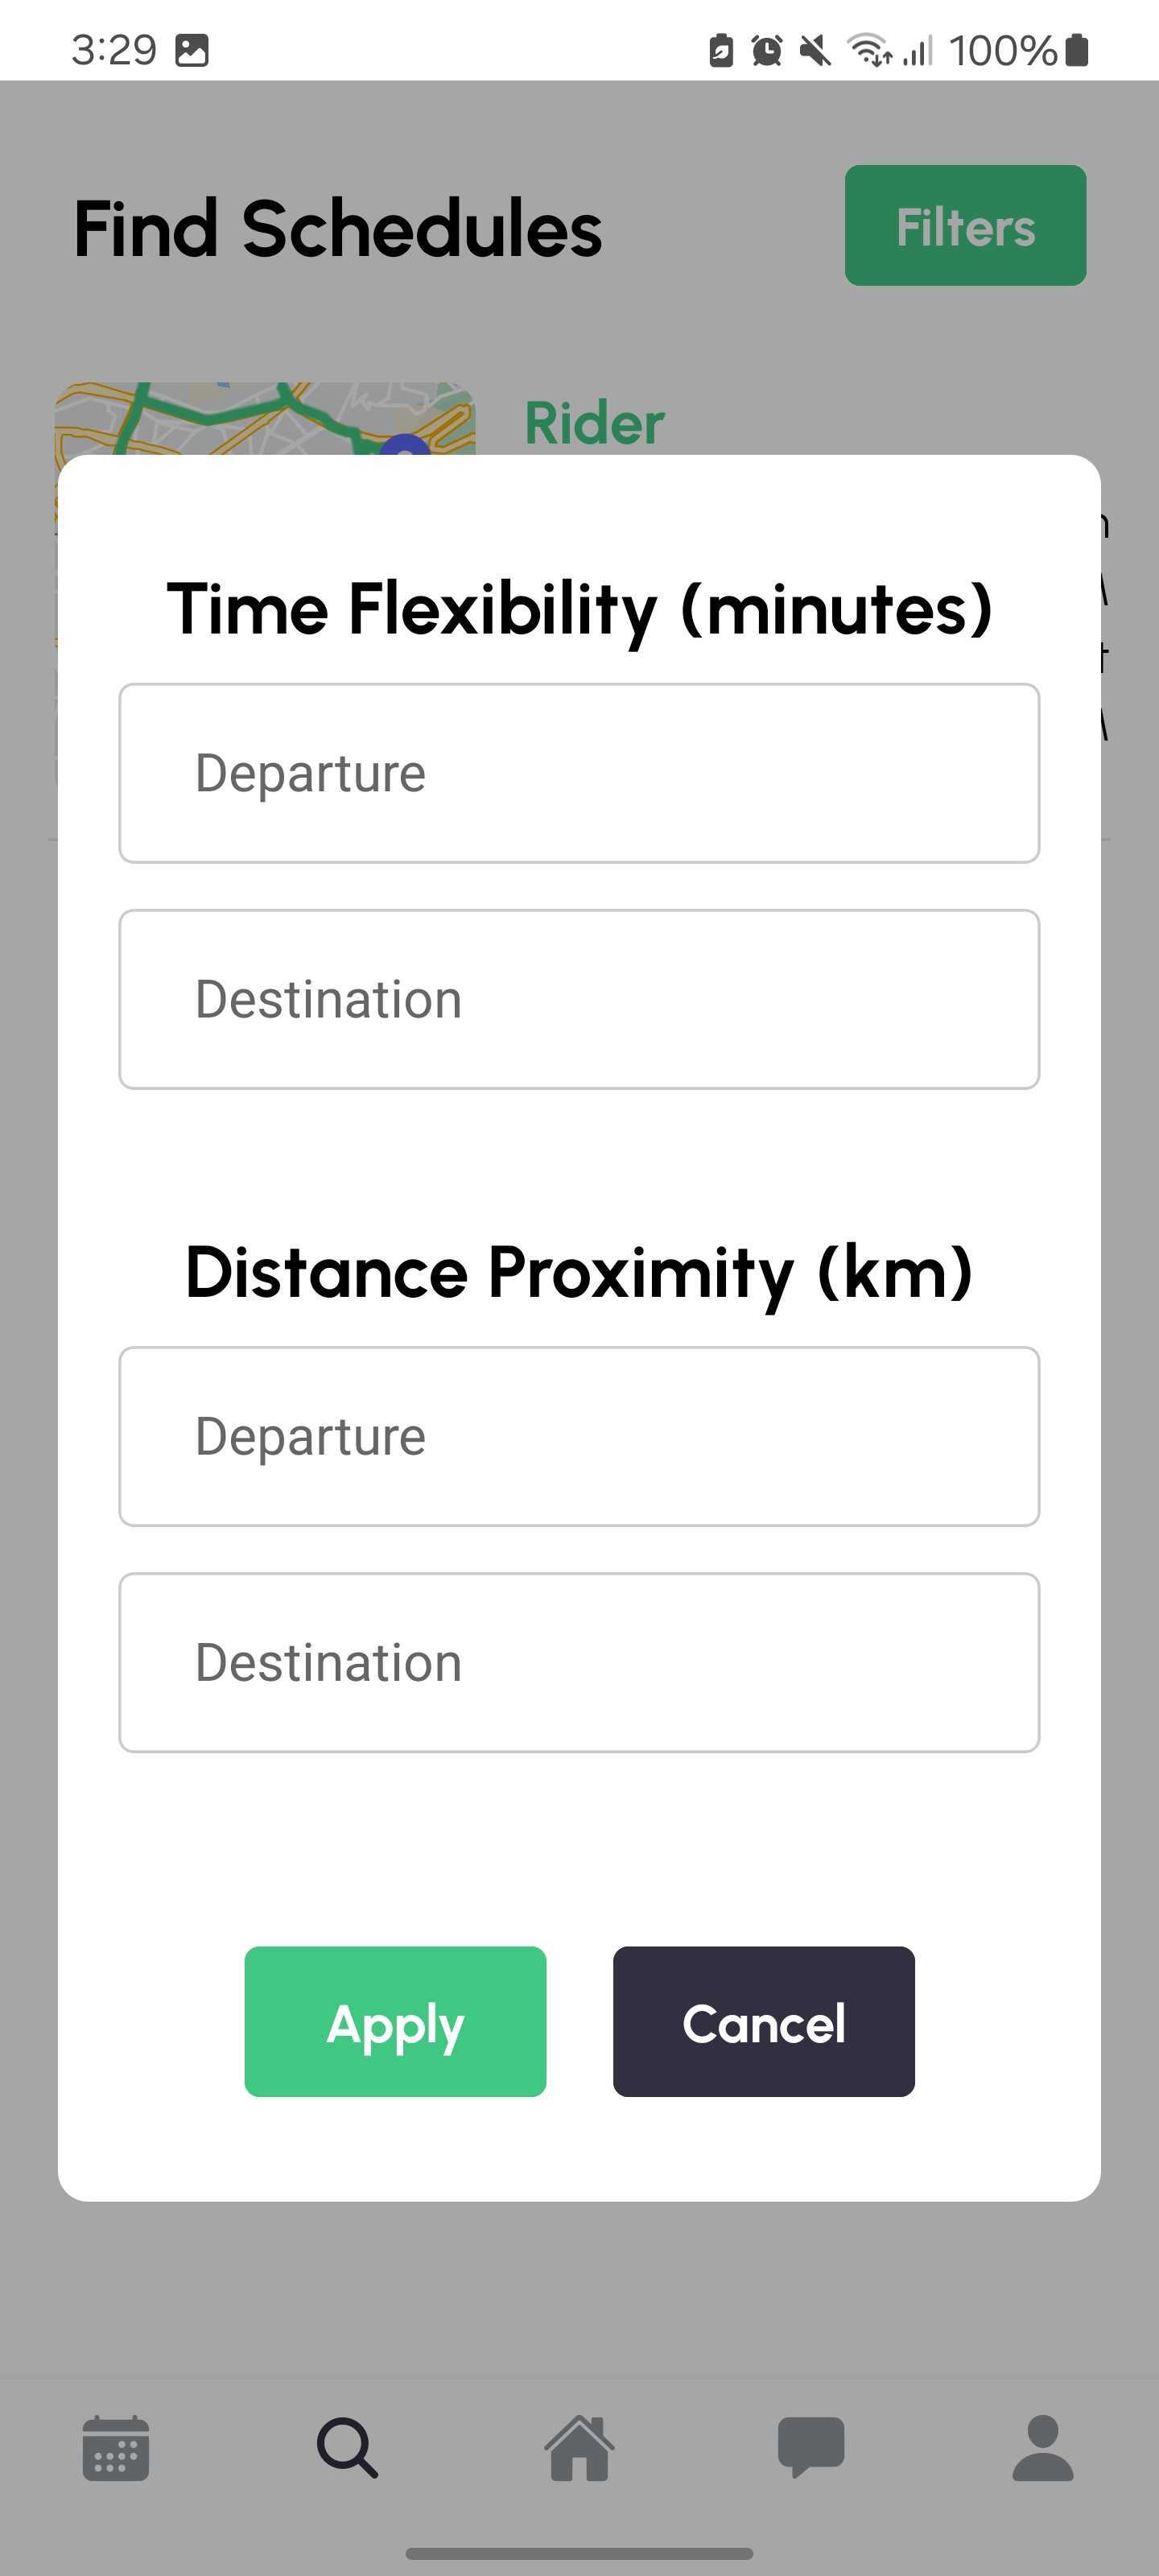 3:29 100%
Find Schedules Filters
Rider
Time Flexibility (minutes)
Departure
Destination
Distance Proximity (km)
Departure
Destination
Apply Cancel